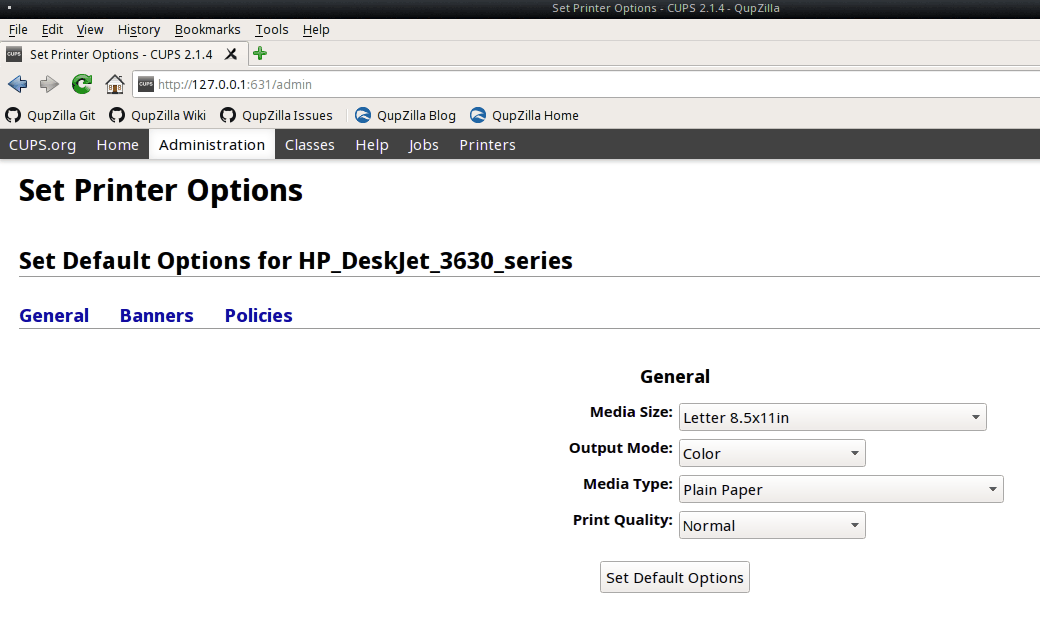 Set Printer Options - CUPS 2.1.4 - QupZilla
File Edit View History Bookmarks Tools Help
CUPS Set Printer Options - CUPS 2.1.4
CUPS http://127.0.0.1:631/admin
QupZilla Git QupZilla Wiki QupZilla Issues QupZilla Blog QupZilla Home
CUPS.org Home Administration Classes Help Jobs Printers
Set Printer Options
Set Default Options for HP_DeskJet_3630_series
General Banners Policies
General
Media Size: Letter 8.5x11in
Output Mode: Color
Media Type: Plain Paper
Print Quality: Normal
Set Default Options